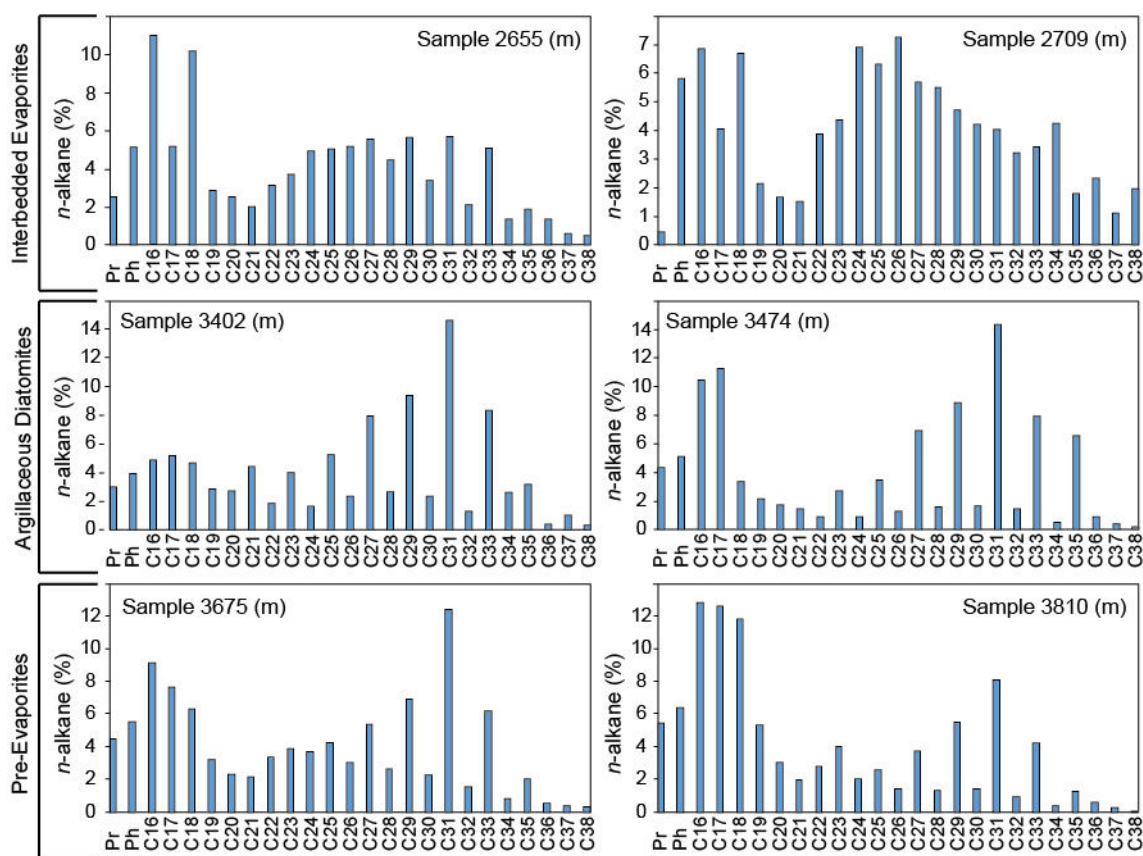 Interbedded Evaporites
n-alkane (%)
Sample 2655 (m)
10
8
6
4
2
0
Pr Ph C16 C17 C18 C19 C20 C21 C22 C23 C24 C25 C26 C27 C28 C29 C30 C31 C32 C33 C34 C35 C36 C37 C38
n-alkane (%)
Sample 2709 (m)
7
6
5
4
3
2
1
0
Pr Ph C16 C17 C18 C19 C20 C21 C22 C23 C24 C25 C26 C27 C28 C29 C30 C31 C32 C33 C34 C35 C36 C37 C38
Argillaceous Diatomites
n-alkane (%)
Sample 3402 (m)
14
12
10
8
6
4
2
0
Pr Ph C16 C17 C18 C19 C20 C21 C22 C23 C24 C25 C26 C27 C28 C29 C30 C31 C32 C33 C34 C35 C36 C37 C38
n-alkane (%)
Sample 3474 (m)
14
12
10
8
6
4
2
0
Pr Ph C16 C17 C18 C19 C20 C21 C22 C23 C24 C25 C26 C27 C28 C29 C30 C31 C32 C33 C34 C35 C36 C37 C38
Pre-Evaporites
n-alkane (%)
Sample 3675 (m)
12
10
8
6
4
2
0
Pr Ph C16 C17 C18 C19 C20 C21 C22 C23 C24 C25 C26 C27 C28 C29 C30 C31 C32 C33 C34 C35 C36 C37 C38
n-alkane (%)
Sample 3810 (m)
12
10
8
6
4
2
0
Pr Ph C16 C17 C18 C19 C20 C21 C22 C23 C24 C25 C26 C27 C28 C29 C30 C31 C32 C33 C34 C35 C36 C37 C38